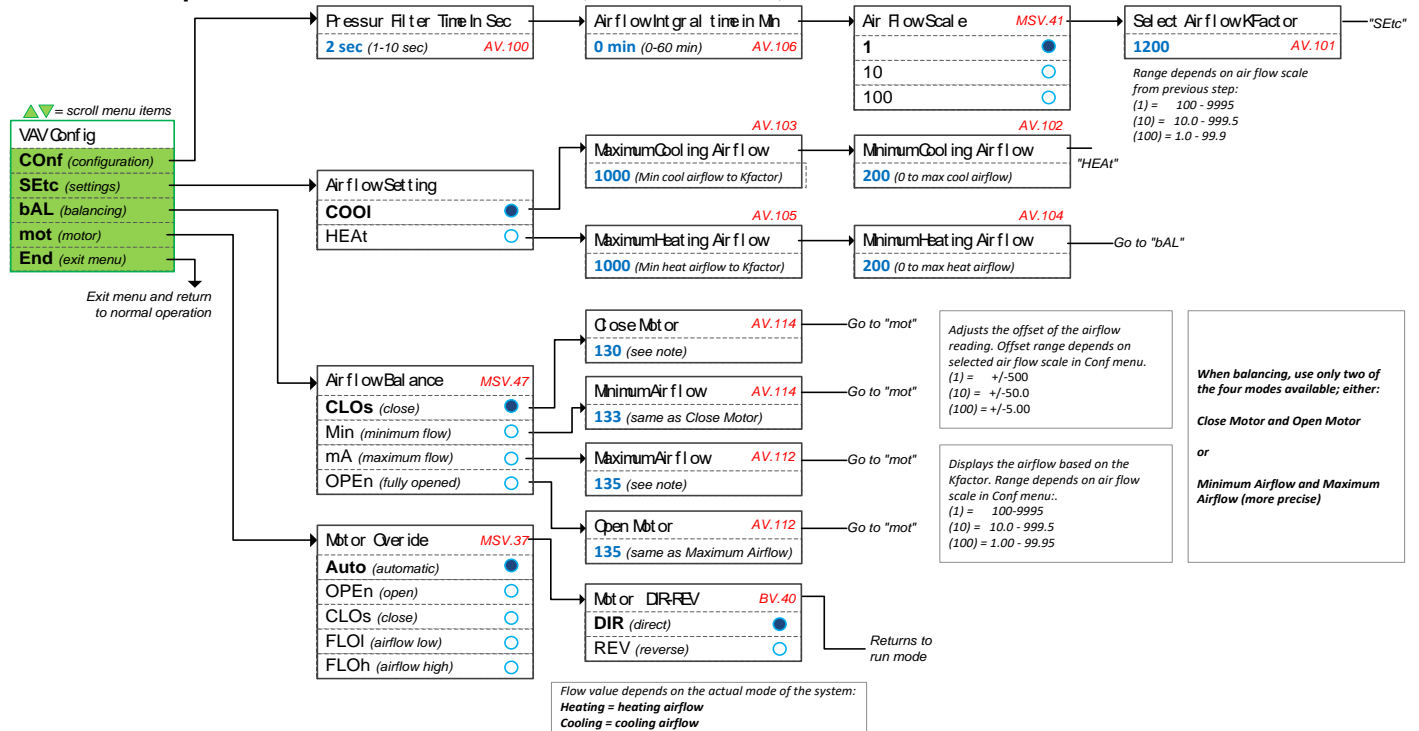 Pressur Filter Time In Sec
2 sec (1-10 sec) AV.100
Airflow Intgral time in Min
0 min (0-60 min) AV.106
Air Flow Scale MSV.41
1
10
100
Select Airflow KFactor
1200 AV.101
"SEtc"
Range depends on air flow scale
from previous step:
(1) = 100 - 9995
(10) = 10.0 - 999.5
(100) = 1.0 - 99.9
= scroll menu items
VAV Config
COnf (configuration)
SEtc (settings)
bAL (balancing)
mot (motor)
End (exit menu)
Exit menu and return
to normal operation
Airflow Setting
COOl
HEAt
AV.103
Maximum Cooling Airflow
1000 (Min cool airflow to Kfactor)
AV.102
Minimum Cooling Airflow
200 (0 to max cool airflow)
"HEAt"
AV.105
Maximum Heating Airflow
1000 (Min heat airflow to Kfactor)
AV.104
Minimum Heating Airflow
200 (0 to max heat airflow)
Go to "bAL"
Airflow Balance MSV.47
CLOs (close)
Min (minimum flow)
mA (maximum flow)
OPEn (fully opened)
Close Motor AV.114
130 (see note)
Go to "mot"
Minimum Airflow AV.114
133 (same as Close Motor)
Go to "mot"
Maximum Airflow AV.112
135 (see note)
Go to "mot"
Open Motor AV.112
135 (same as Maximum Airflow)
Go to "mot"
Adjusts the offset of the airflow
reading. Offset range depends on
selected air flow scale in Conf menu.
(1) = +/-500
(10) = +/-50.0
(100) = +/-5.00
Displays the airflow based on the
Kfactor. Range depends on air flow
scale in Conf menu:.
(1) = 100-9995
(10) = 10.0 - 999.5
(100) = 1.00 - 99.95
When balancing, use only two of
the four modes available; either:
Close Motor and Open Motor
or
Minimum Airflow and Maximum
Airflow (more precise)
Motor Override MSV.37
Auto (automatic)
OPEn (open)
CLOs (close)
FLOl (airflow low)
FLOh (airflow high)
Motor DIR-REV BV.40
DIR (direct)
REV (reverse)
Returns to
run mode
Flow value depends on the actual mode of the system:
Heating = heating airflow
Cooling = cooling airflow